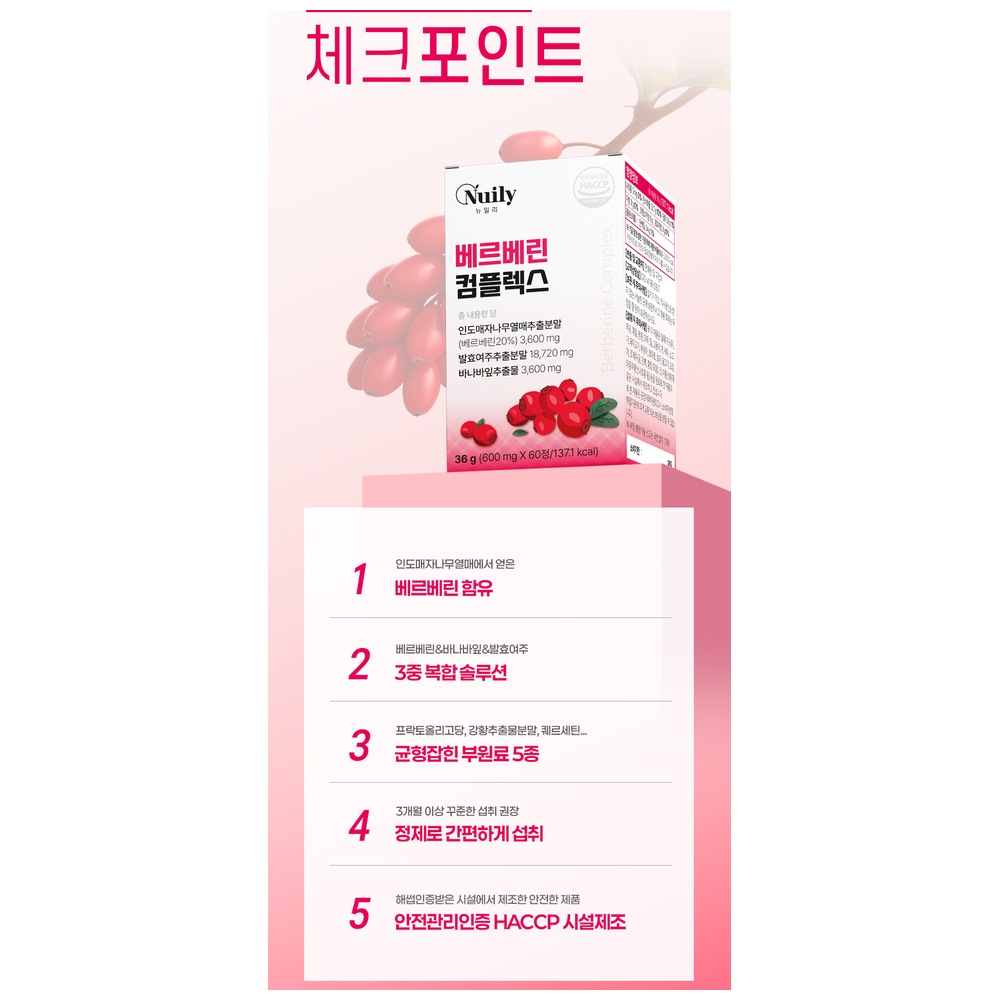 체크포인트
Nuily
뉴 일 리
HACCP
베르베린
컴플렉스
Berberine Complex
총 내용량 당
인도매자나무열매추출분말
(베르베린20%) 3,600 mg
발효여주추출분말 18,720 mg
바나바잎추출물 3,600 mg
36 g (600 mg X 60정/137.1 kcal)
1
인도매자나무열매에서 얻은
베르베린 함유
2
베르베린&바나바잎&발효여주
3중 복합 솔루션
3
프락토올리고당, 강황추출물분말, 퀘르세틴...
균형잡힌 부원료 5종
4
3개월 이상 꾸준한 섭취 권장
정제로 간편하게 섭취
5
해썹인증받은 시설에서 제조한 안전한 제품
안전관리인증 HACCP 시설제조